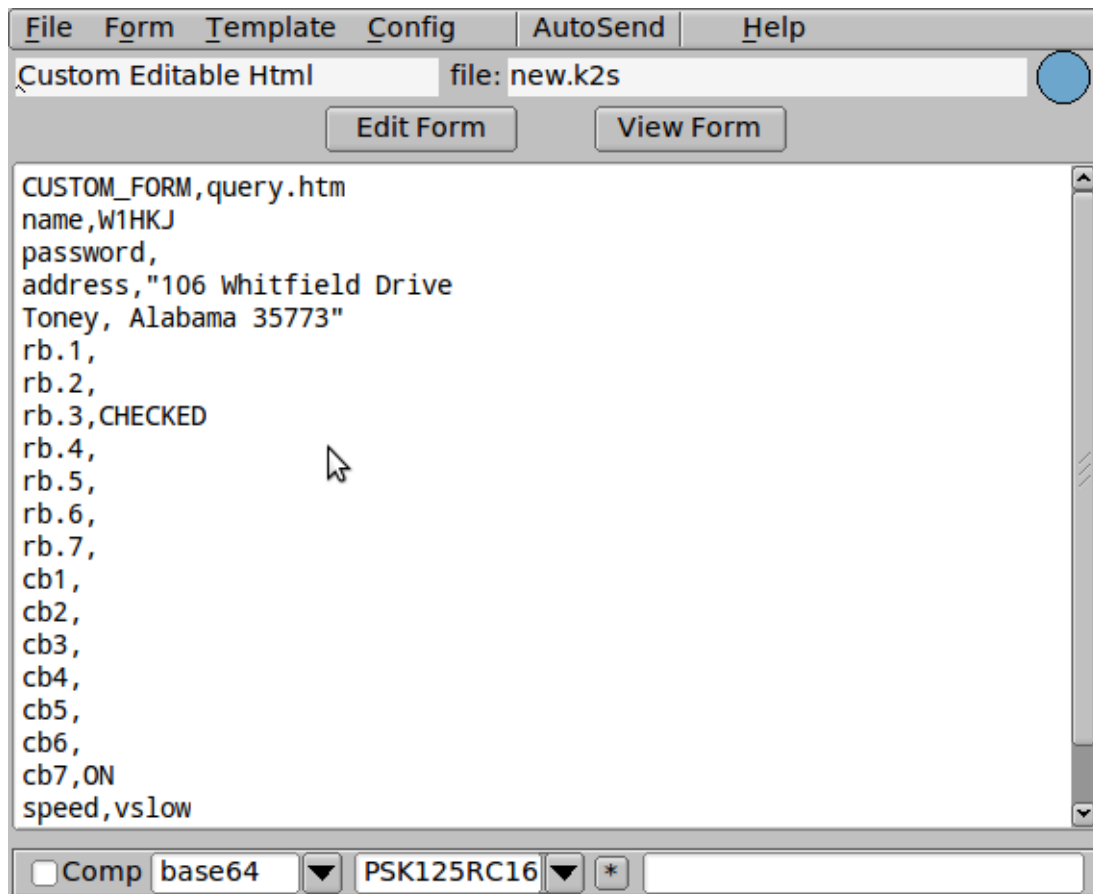 File Form Template Config AutoSend Help
Custom Editable Html file: new.k2s
Edit Form View Form
CUSTOM_FORM,query.htm
name,W1HKJ
password,
address,"106 Whitfield Drive
Toney, Alabama 35773"
rb.1,
rb.2,
rb.3,CHECKED
rb.4,
rb.5,
rb.6,
rb.7,
cb1,
cb2,
cb3,
cb4,
cb5,
cb6,
cb7,ON
speed,vslow
Comp base64 PSK125RC16 *